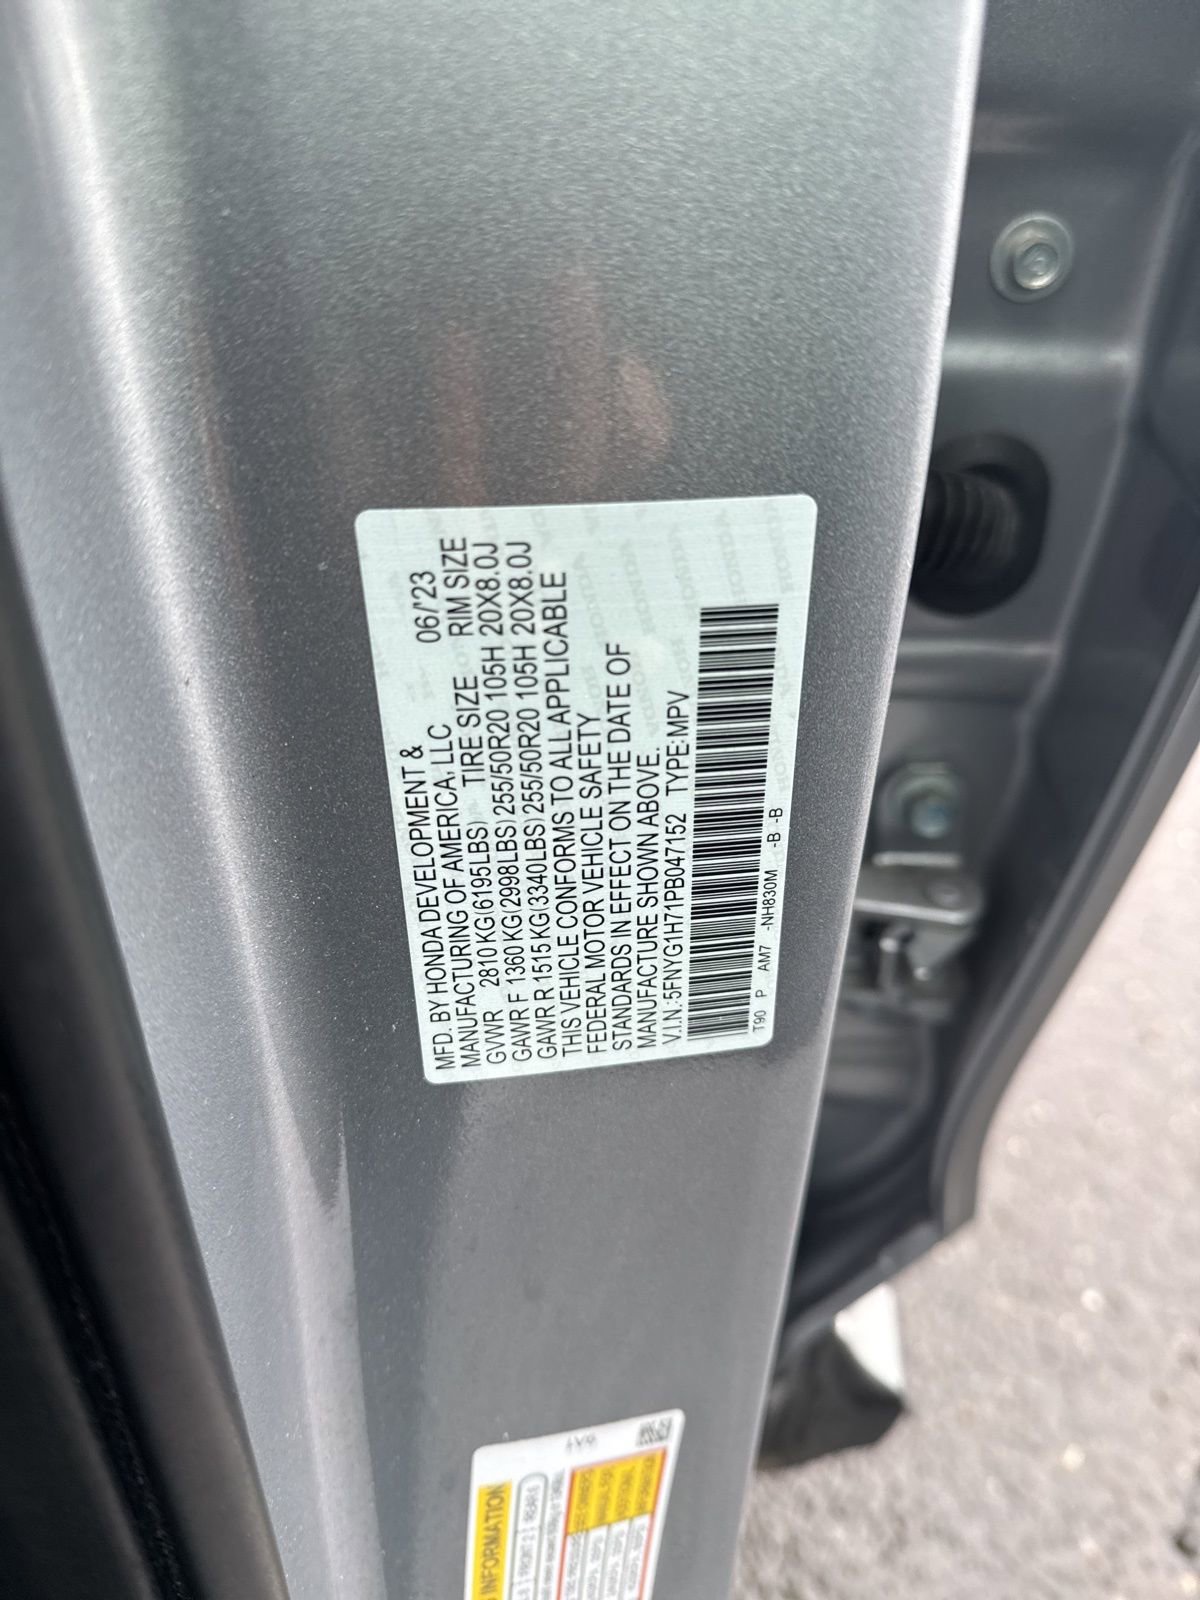 MFD. BY HONDA DEVELOPMENT &
MANUFACTURING OF AMERICA, LLC 06/'23
GVWR 2810 KG(6195LBS) TIRE SIZE RIM SIZE
GAWR F 1360 KG(2998LBS) 255/50R20 105H 20X8.0J
GAWR R 1515 KG(3340LBS) 255/50R20 105H 20X8.0J
THIS VEHICLE CONFORMS TO ALL APPLICABLE
FEDERAL MOTOR VEHICLE SAFETY
STANDARDS IN EFFECT ON THE DATE OF
MANUFACTURE SHOWN ABOVE.
V.I.N.:5FNYG1H71PB047152 TYPE:MPV
T90 P AM7 -NH830M -B -B
INFORMATION